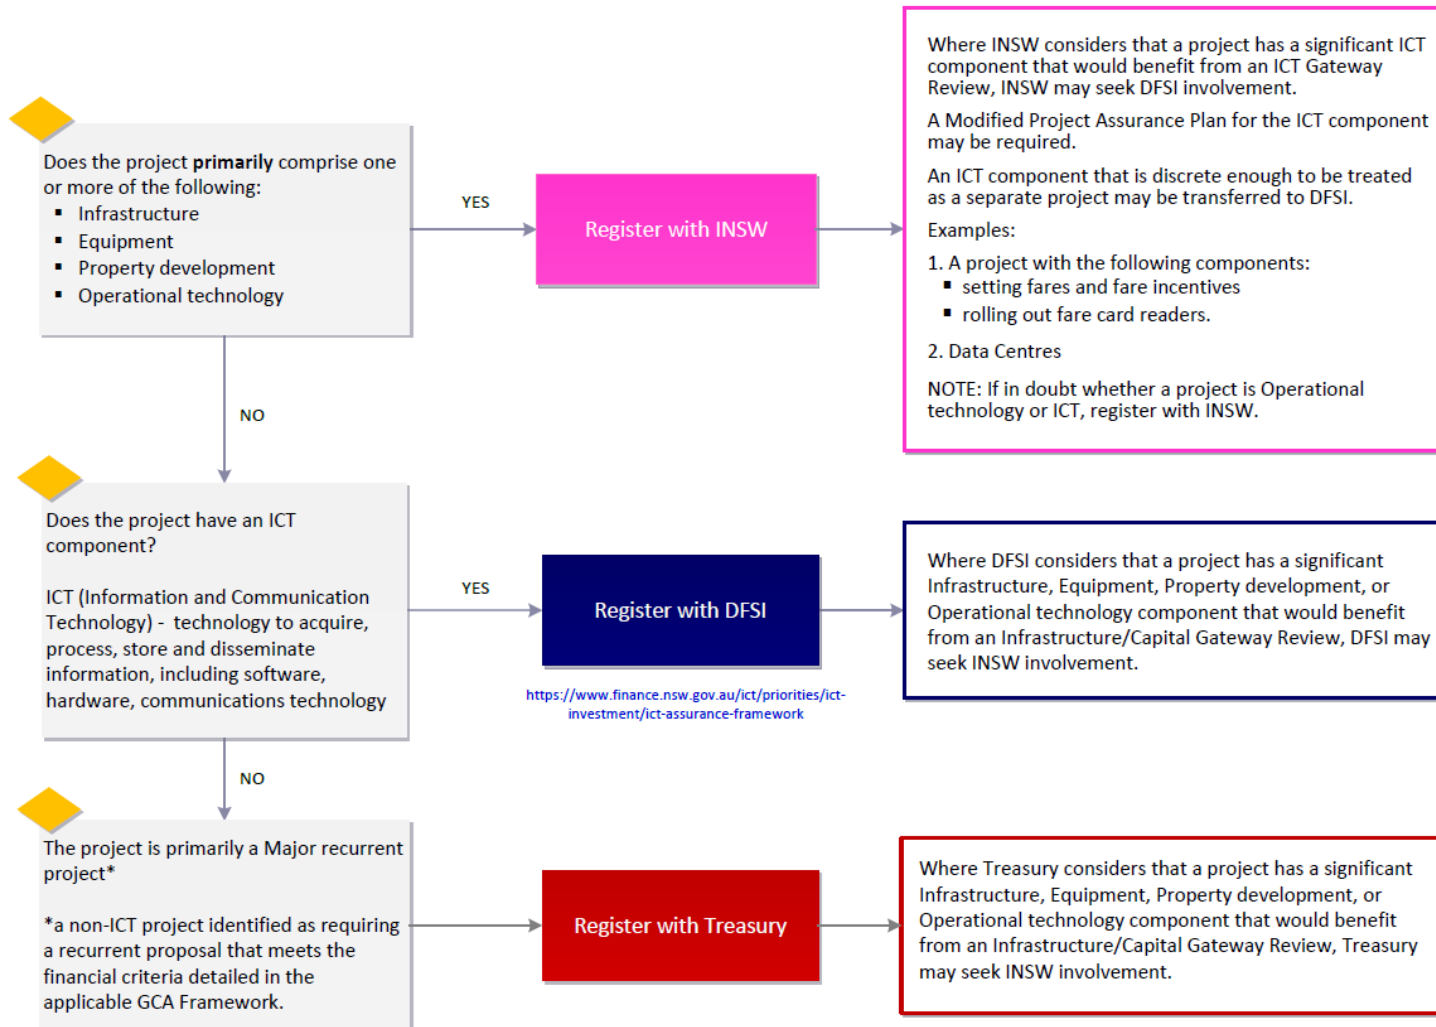 Does the project primarily comprise one
or more of the following:
▪ Infrastructure
▪ Equipment
▪ Property development
▪ Operational technology
YES
Register with INSW
Where INSW considers that a project has a significant ICT
component that would benefit from an ICT Gateway
Review, INSW may seek DFSI involvement.
A Modified Project Assurance Plan for the ICT component
may be required.
An ICT component that is discrete enough to be treated
as a separate project may be transferred to DFSI.
Examples:
1. A project with the following components:
▪ setting fares and fare incentives
▪ rolling out fare card readers.
2. Data Centres
NOTE: If in doubt whether a project is Operational
technology or ICT, register with INSW.
NO
Does the project have an ICT
component?
ICT (Information and Communication
Technology) - technology to acquire,
process, store and disseminate
information, including software,
hardware, communications technology
YES
Register with DFSI
https://www.finance.nsw.gov.au/ict/priorities/ict-
investment/ict-assurance-framework
Where DFSI considers that a project has a significant
Infrastructure, Equipment, Property development, or
Operational technology component that would benefit
from an Infrastructure/Capital Gateway Review, DFSI may
seek INSW involvement.
NO
The project is primarily a Major recurrent
project*
*a non-ICT project identified as requiring
a recurrent proposal that meets the
financial criteria detailed in the
applicable GCA Framework.
Register with Treasury
Where Treasury considers that a project has a significant
Infrastructure, Equipment, Property development, or
Operational technology component that would benefit
from an Infrastructure/Capital Gateway Review, Treasury
may seek INSW involvement.